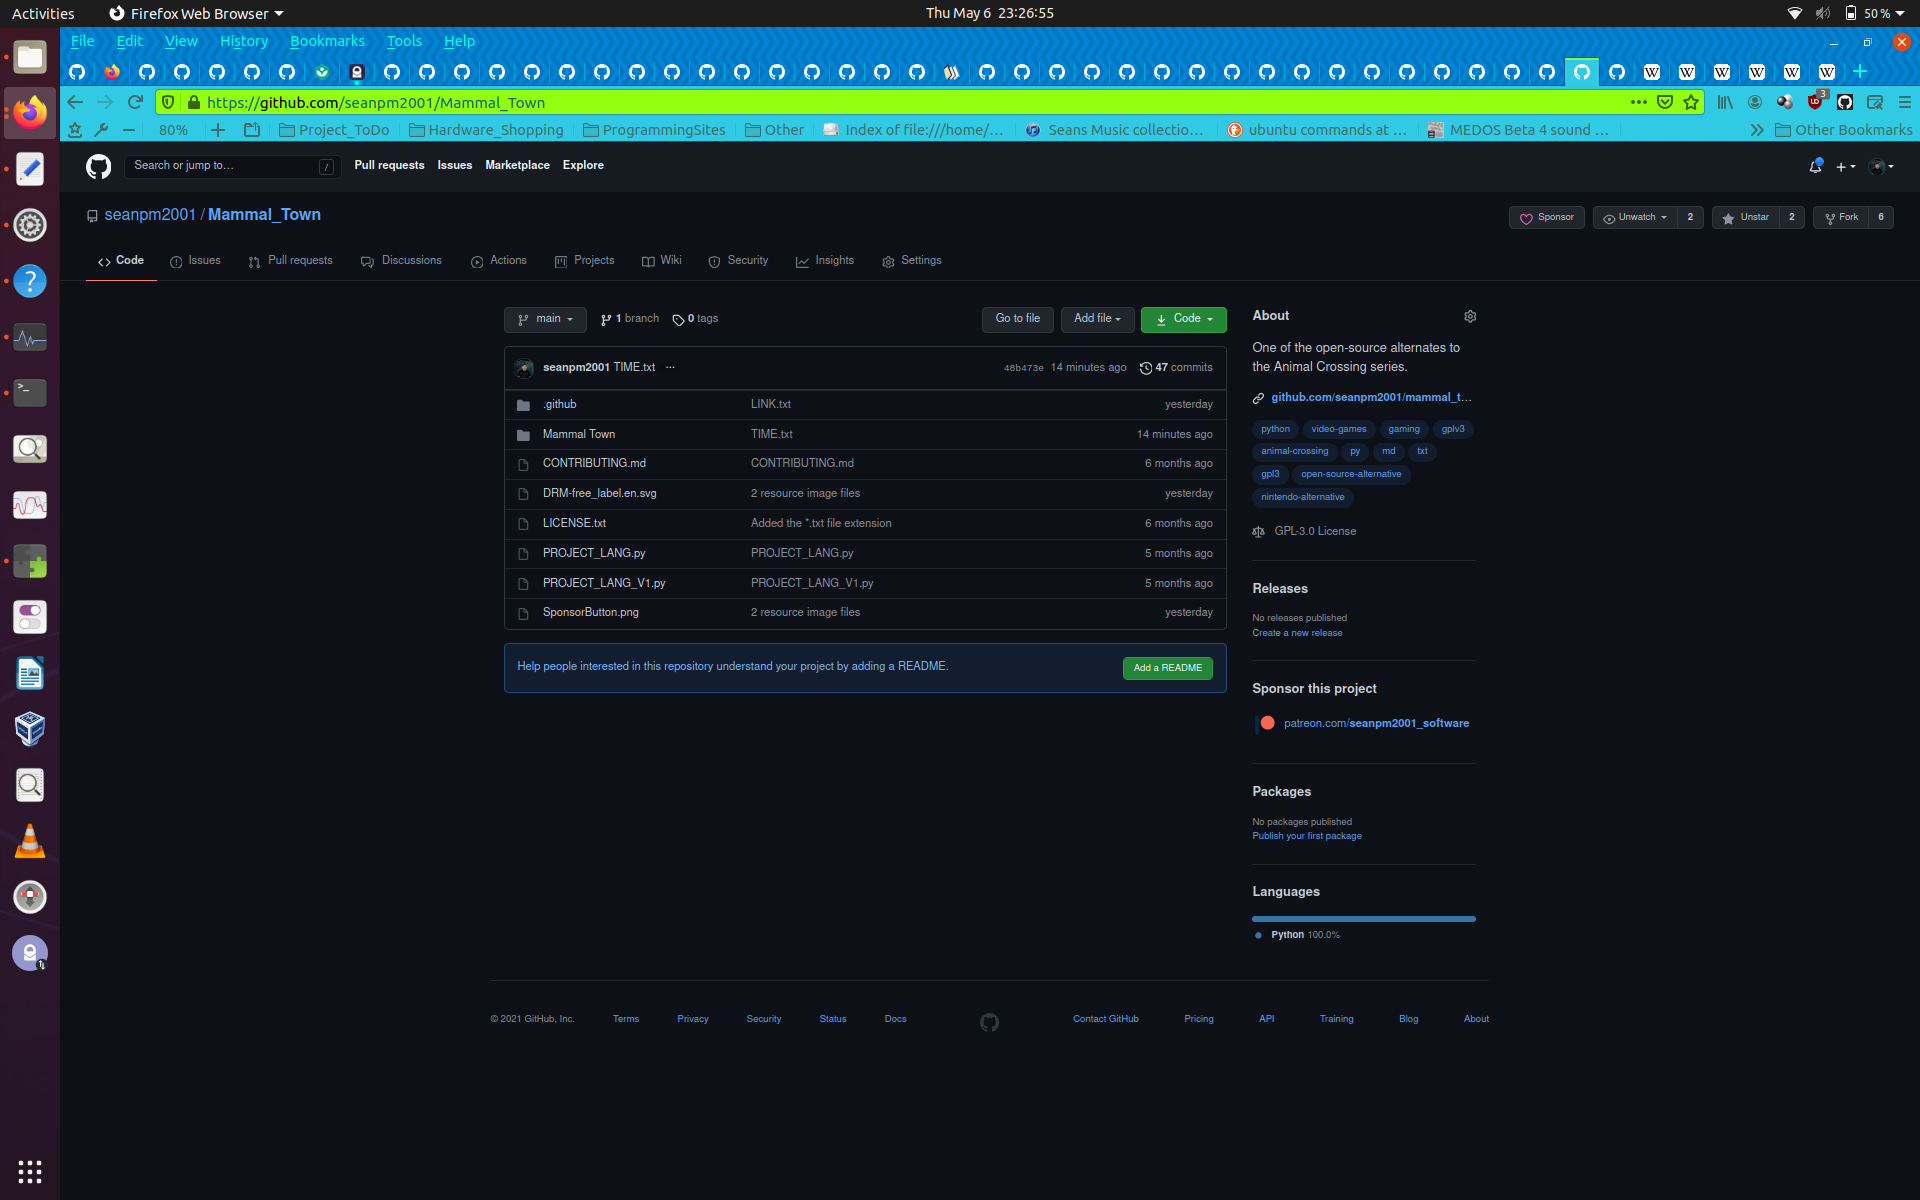 Activities Firefox Web Browser Thu May 6 23:26:55 50 %
File Edit View History Bookmarks Tools Help
https://github.com/seanpm2001/Mammal_Town 3
80% Project_ToDo Hardware_Shopping ProgrammingSites Other Index of file:///home/... Seans Music collectio... ubuntu commands at ... MEDOS Beta 4 sound ... Other Bookmarks
Search or jump to... / Pull requests Issues Marketplace Explore
seanpm2001 / Mammal_Town Sponsor Unwatch 2 Unstar 2 Fork 6
Code Issues Pull requests Discussions Actions Projects Wiki Security Insights Settings
main 1 branch 0 tags Go to file Add file Code
seanpm2001 TIME.txt ... 48b473e 14 minutes ago 47 commits
.github LINK.txt yesterday
Mammal Town TIME.txt 14 minutes ago
CONTRIBUTING.md CONTRIBUTING.md 6 months ago
DRM-free_label.en.svg 2 resource image files yesterday
LICENSE.txt Added the *.txt file extension 6 months ago
PROJECT_LANG.py PROJECT_LANG.py 5 months ago
PROJECT_LANG_V1.py PROJECT_LANG_V1.py 5 months ago
SponsorButton.png 2 resource image files yesterday
Help people interested in this repository understand your project by adding a README. Add a README
About
One of the open-source alternates to
the Animal Crossing series.
github.com/seanpm2001/mammal_t...
python video-games gaming gplv3
animal-crossing py md txt
gpl3 open-source-alternative
nintendo-alternative
GPL-3.0 License
Releases
No releases published
Create a new release
Sponsor this project
patreon.com/seanpm2001_software
Packages
No packages published
Publish your first package
Languages
Python 100.0%
© 2021 GitHub, Inc. Terms Privacy Security Status Docs Contact GitHub Pricing API Training Blog About